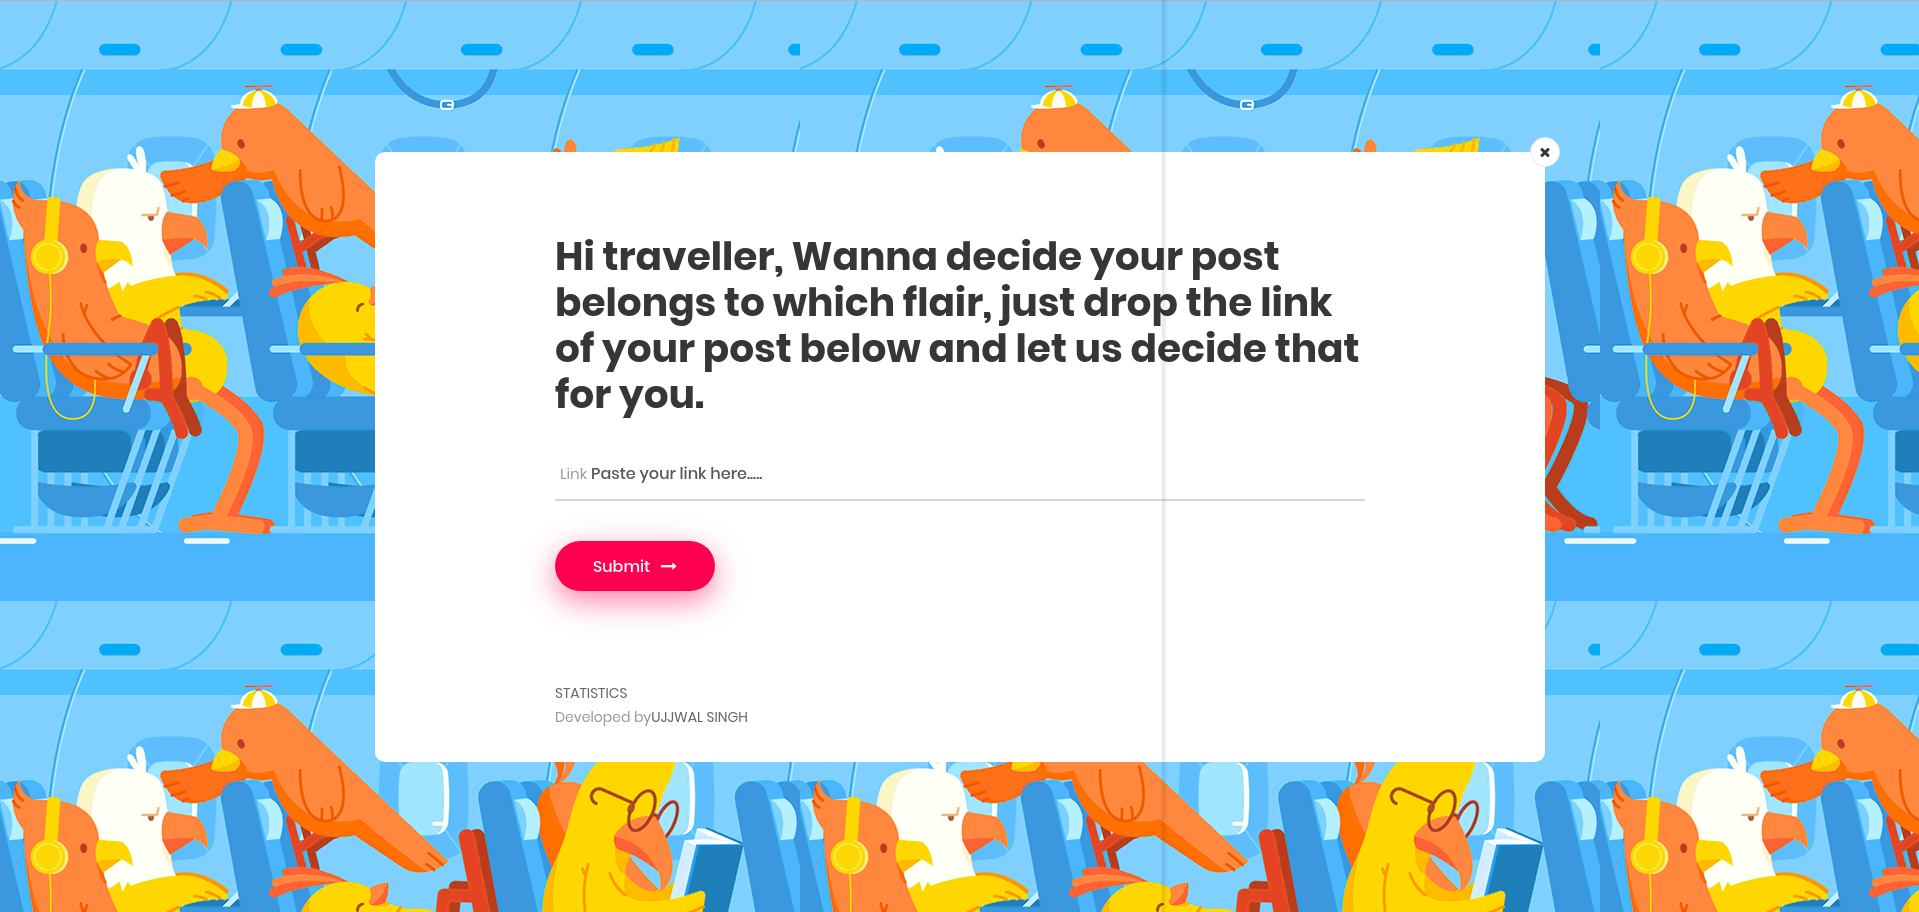 Hi traveller, Wanna decide your post
belongs to which flair, just drop the link
of your post below and let us decide that
for you.
Link Paste your link here.....
Submit
STATISTICS
Developed byUJJWAL SINGH